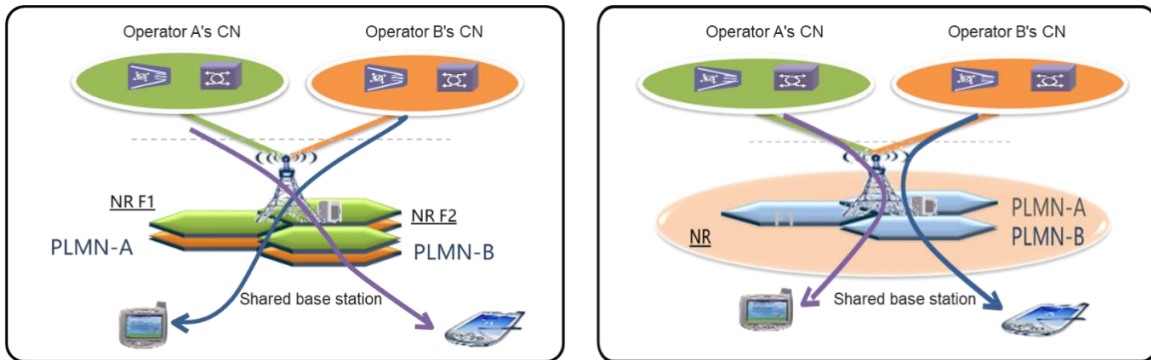 Operator A's CN
Operator B's CN
NR F1
NR F2
PLMN-A
PLMN-B
Shared base station
Operator A's CN
Operator B's CN
F1
PLMN-A
PLMN-B
NR
Shared base station